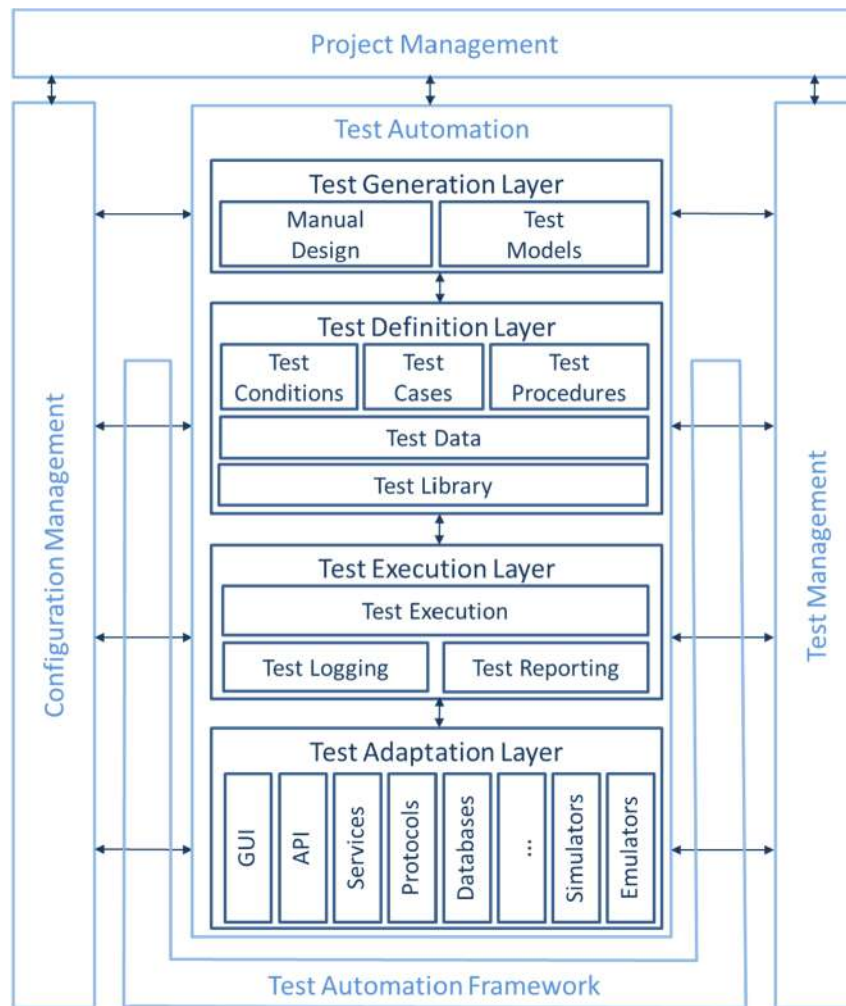 Project Management
Test Automation
Test Generation Layer
Manual
Design
Test
Models
Test Definition Layer
Test
Conditions
Test
Cases
Test
Procedures
Test Data
Test Library
Test Execution Layer
Test Execution
Test Logging
Test Reporting
Test Adaptation Layer
GUI
API
Services
Protocols
Databases
...
Simulators
Emulators
Configuration Management
Test Management
Test Automation Framework